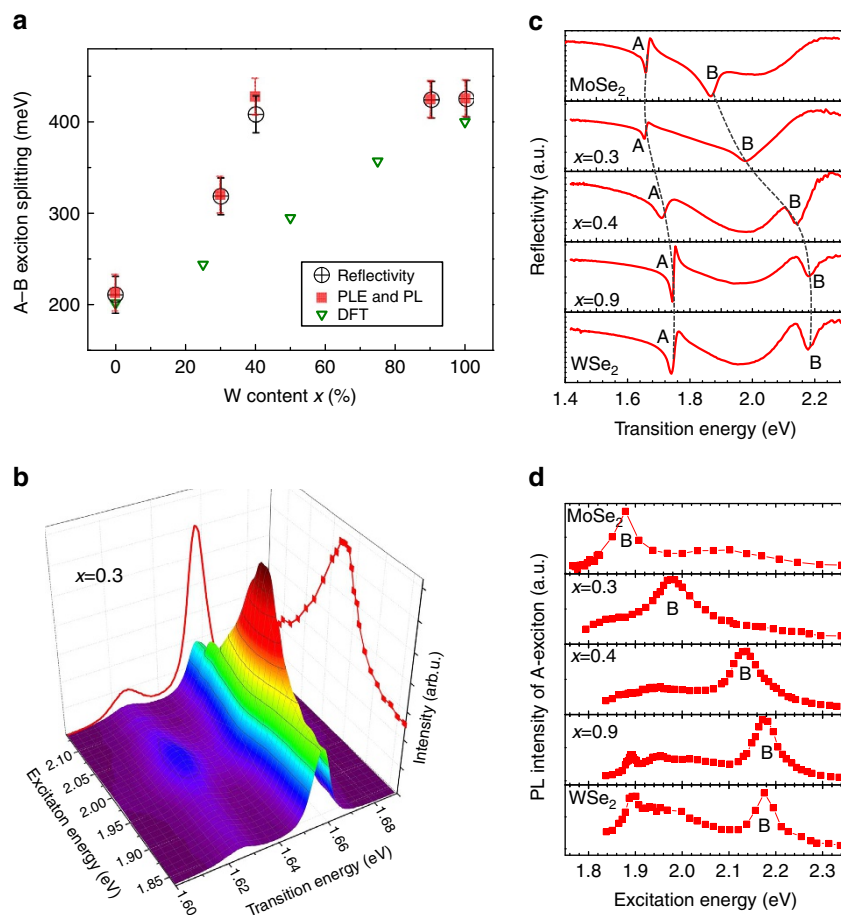 a
A–B exciton splitting (meV)
400
300
200
0
20
40
60
80
100
W content x (%)
Reflectivity
PLE and PL
DFT
b
x=0.3
Intensity (arb.u.)
Excitaton energy (eV)
2.10
2.05
2.00
1.95
1.90
1.85
Transition energy (eV)
1.60
1.62
1.64
1.66
1.68
c
Reflectivity (a.u.)
A
B
MoSe₂
A
B
x=0.3
A
B
x=0.4
A
B
x=0.9
A
B
WSe₂
1.4
1.6
1.8
2.0
2.2
Transition energy (eV)
d
PL intensity of A-exciton (a.u.)
MoSe₂
B
x=0.3
B
x=0.4
B
x=0.9
B
WSe₂
B
1.8
1.9
2.0
2.1
2.2
2.3
Excitation energy (eV)